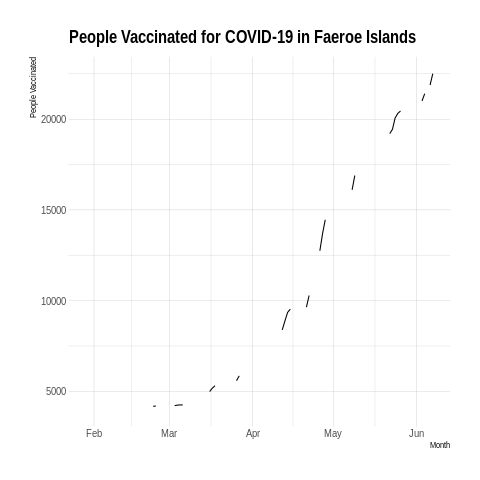 People Vaccinated for COVID-19 in Faeroe Islands
People Vaccinated
20000
15000
10000
5000
Feb Mar Apr May Jun
Month